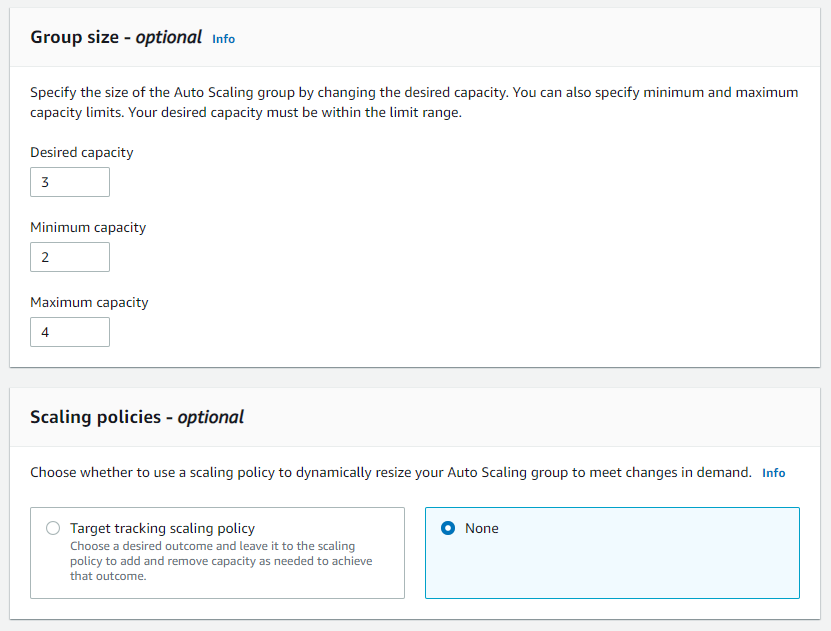 Group size - optional Info
Specify the size of the Auto Scaling group by changing the desired capacity. You can also specify minimum and maximum
capacity limits. Your desired capacity must be within the limit range.
Desired capacity
3
Minimum capacity
2
Maximum capacity
4
Scaling policies - optional
Choose whether to use a scaling policy to dynamically resize your Auto Scaling group to meet changes in demand. Info
Target tracking scaling policy
Choose a desired outcome and leave it to the scaling
policy to add and remove capacity as needed to achieve
that outcome.
None